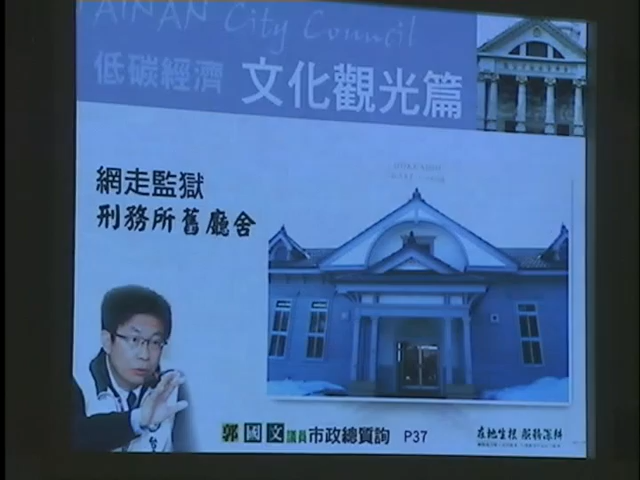 TAINAN City Council
低碳經濟 文化觀光篇
網走監獄
刑務所舊廳舍
郭國文議員市政總質詢 P37